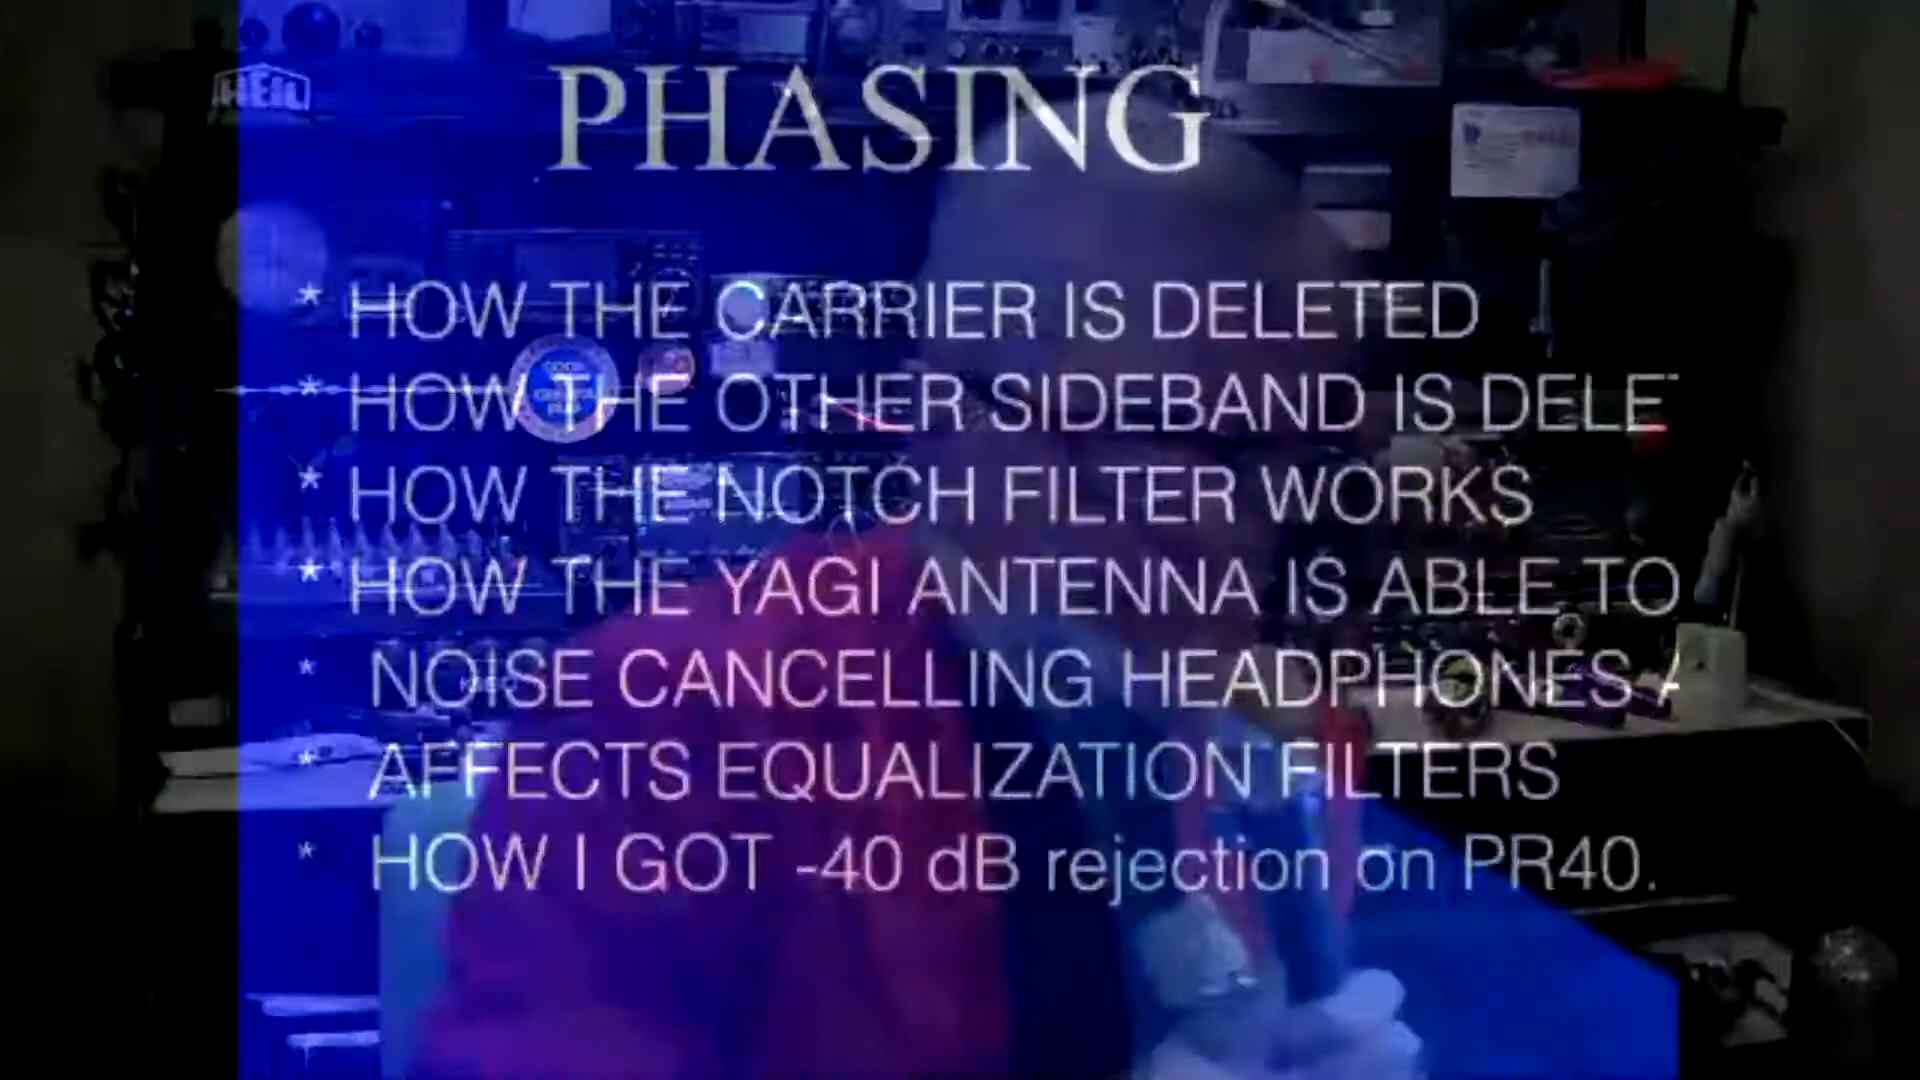 HEIL
PHASING
* HOW THE CARRIER IS DELETED
* HOW THE OTHER SIDEBAND IS DELE
* HOW THE NOTCH FILTER WORKS
* HOW THE YAGI ANTENNA IS ABLE TO
* NOISE CANCELLING HEADPHONES
* AFFECTS EQUALIZATION FILTERS
* HOW I GOT -40 dB rejection on PR40.